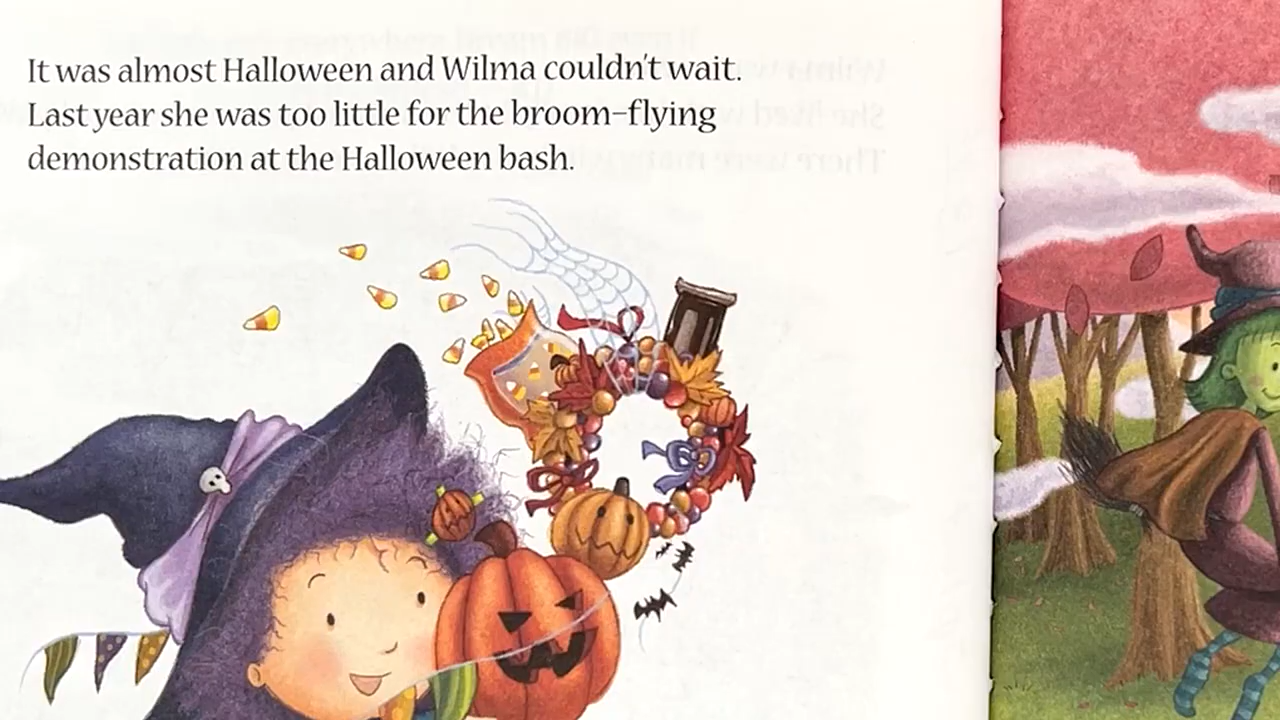 It was almost Halloween and Wilma couldn't wait.
Last year she was too little for the broom-flying
demonstration at the Halloween bash.